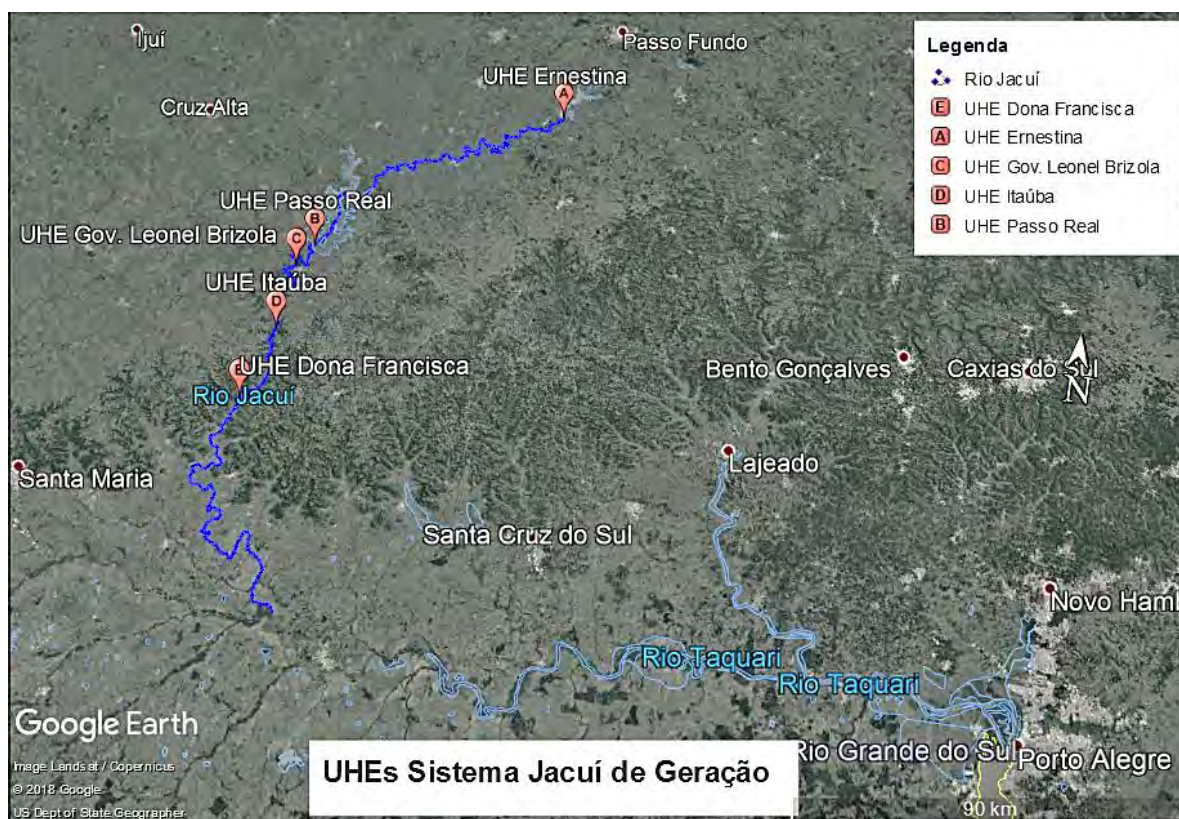 Ijuí
Passo Fundo
UHE Ernestina
A
Cruz Alta
Legenda
Rio Jacuí
E UHE Dona Francisca
A UHE Ernestina
C UHE Gov. Leonel Brizola
D UHE Itaúba
B UHE Passo Real
UHE Passo Real
B
UHE Gov. Leonel Brizola
C
UHE Itaúba
D
UHE Dona Francisca
Rio Jacuí
Bento Gonçalves
Caxias do Sul
N
Santa Maria
Lajeado
Santa Cruz do Sul
Novo Hamb
Rio Taquari
Rio Taquari
Google Earth
Rio Grande do Sul
Porto Alegre
UHEs Sistema Jacuí de Geração
Image Landsat / Copernicus
© 2018 Google
US Dept of State Geographer
90 km